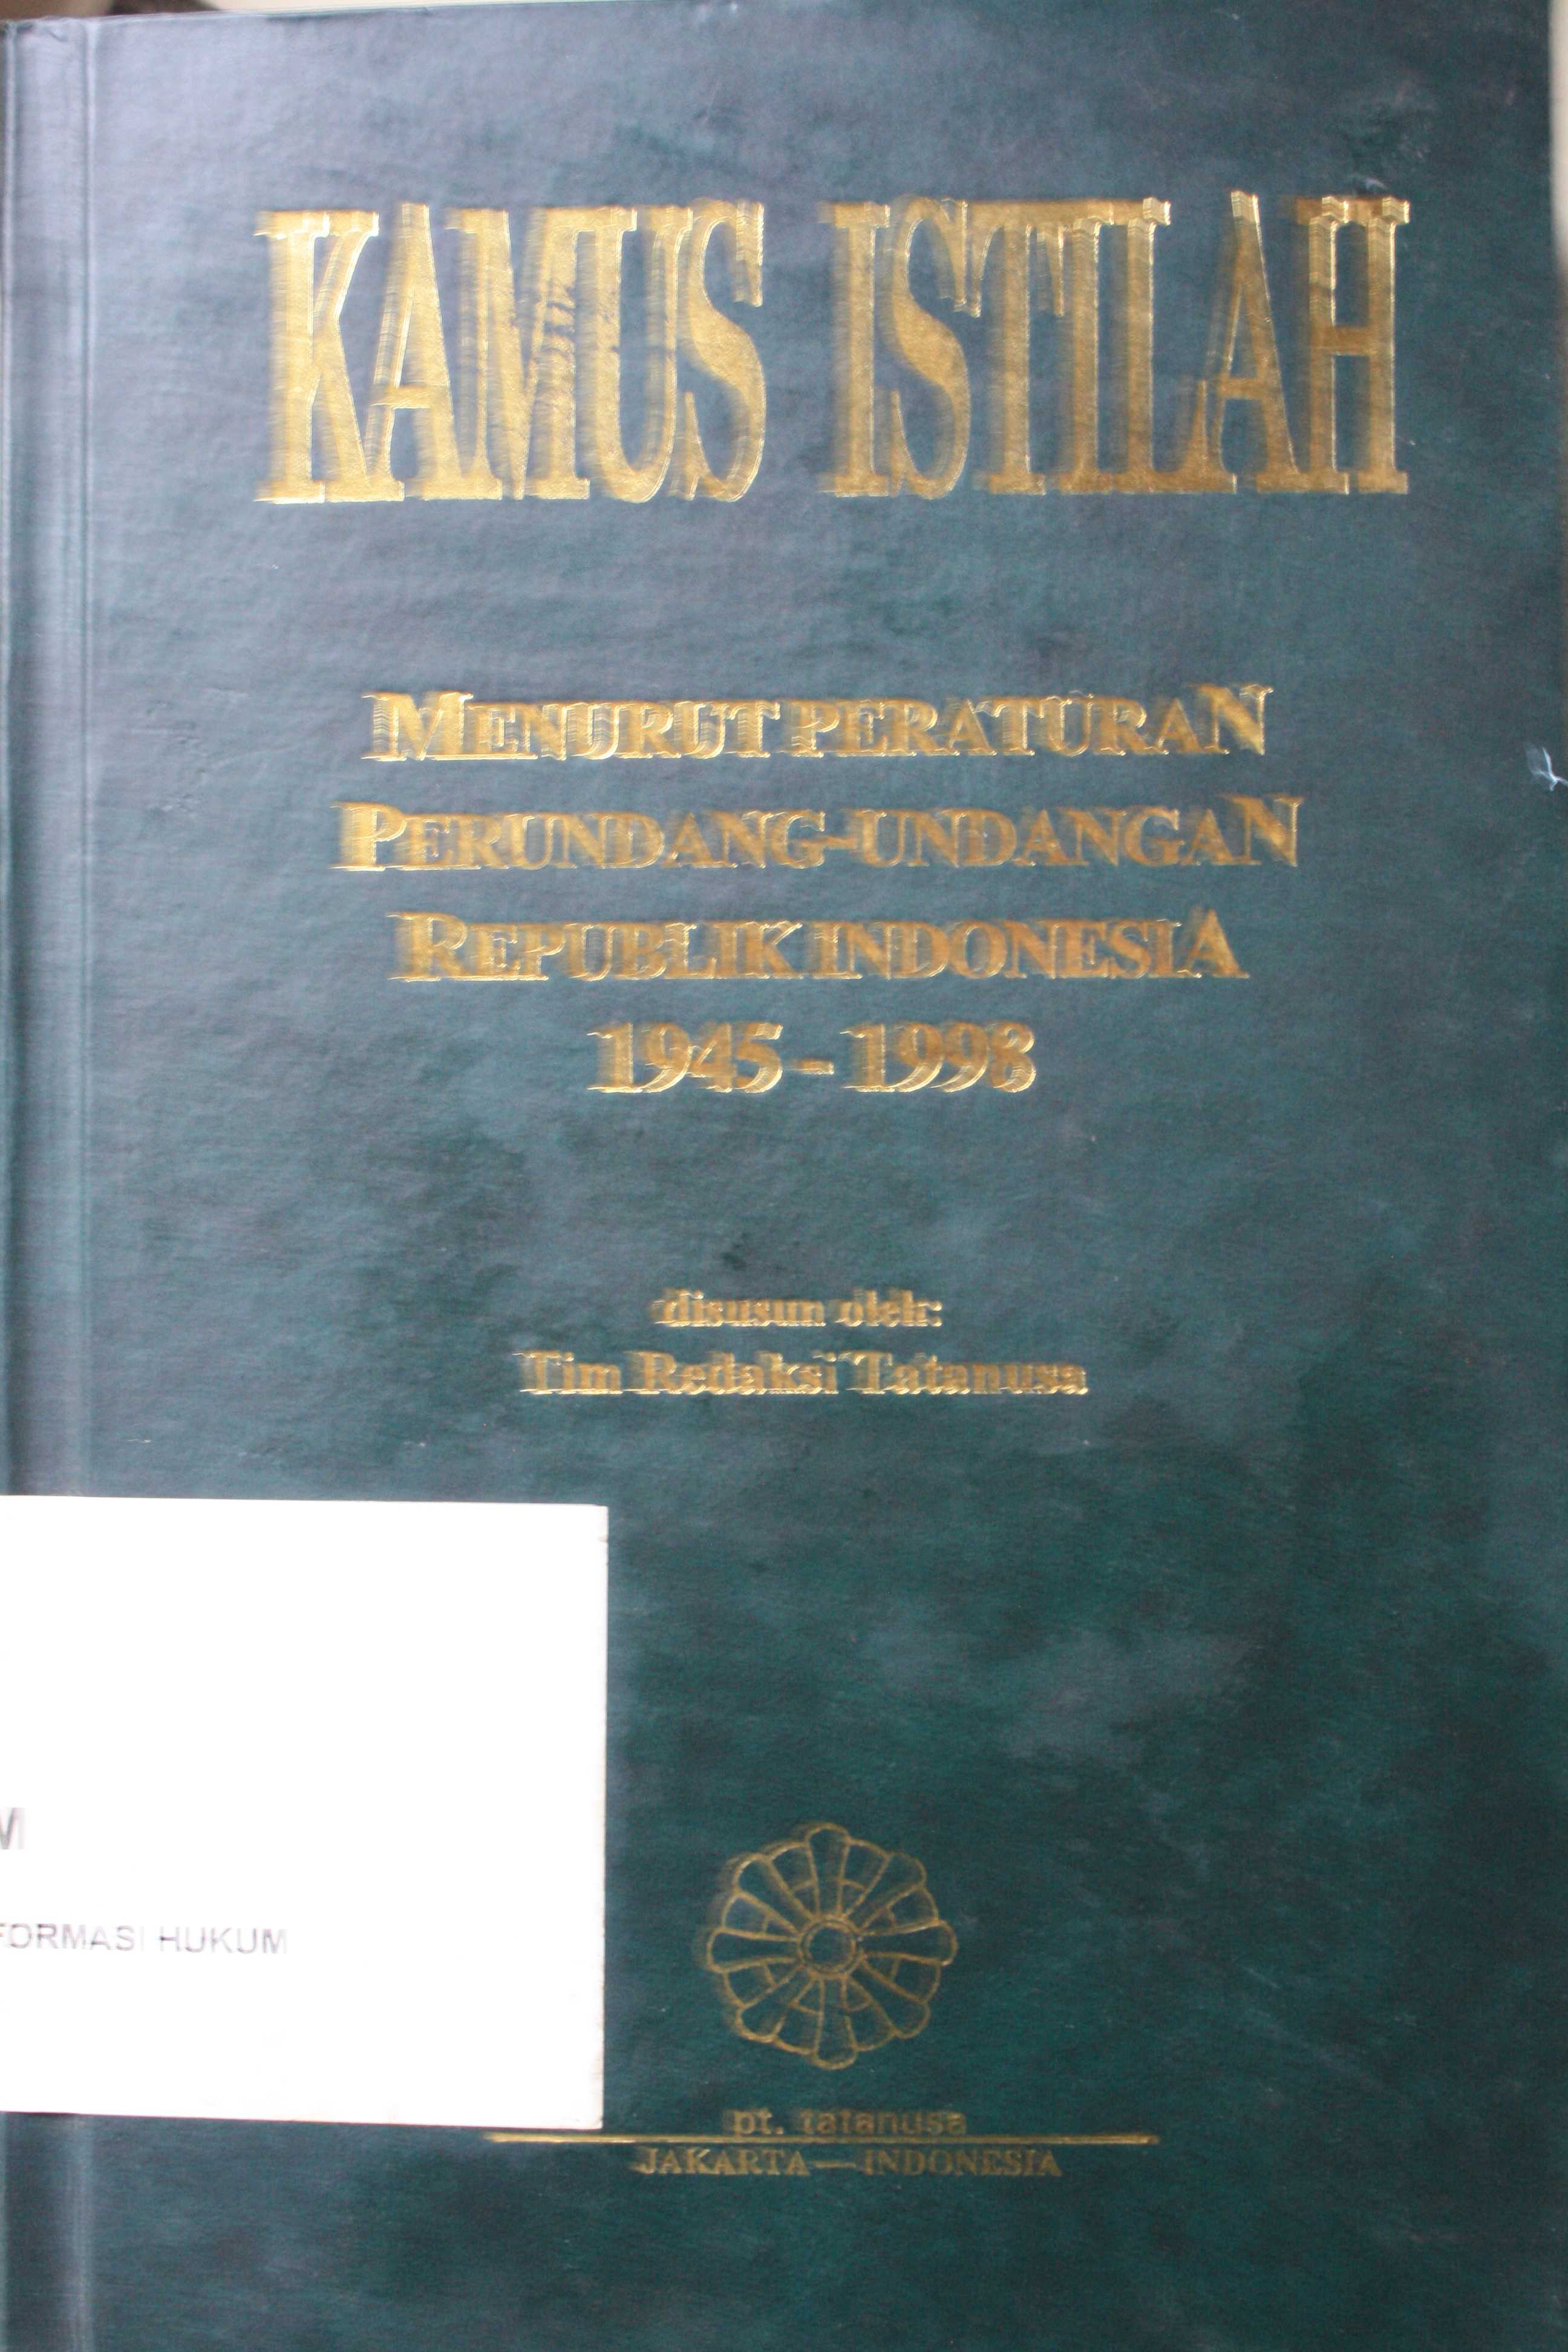 KAMUS ISTILAH
MENURUT PERATURAN
PERUNDANG-UNDANGAN
REPUBLIK INDONESIA
1945 - 1998
disusun oleh:
Tim Redaksi Tatanusa
M
FORMASI HUKUM
pt. tatanusa
JAKARTA — INDONESIA